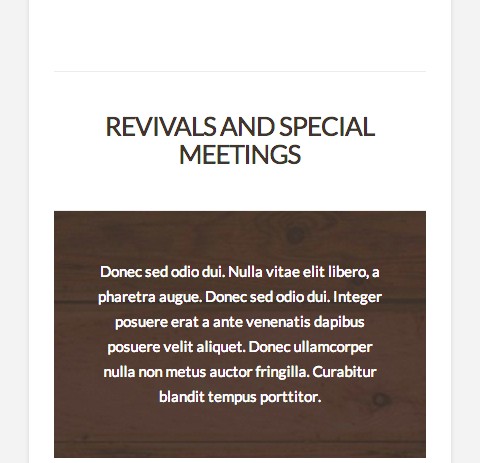 REVIVALS AND SPECIAL
MEETINGS
Donec sed odio dui. Nulla vitae elit libero, a
pharetra augue. Donec sed odio dui. Integer
posuere erat a ante venenatis dapibus
posuere velit aliquet. Donec ullamcorper
nulla non metus auctor fringilla. Curabitur
blandit tempus porttitor.